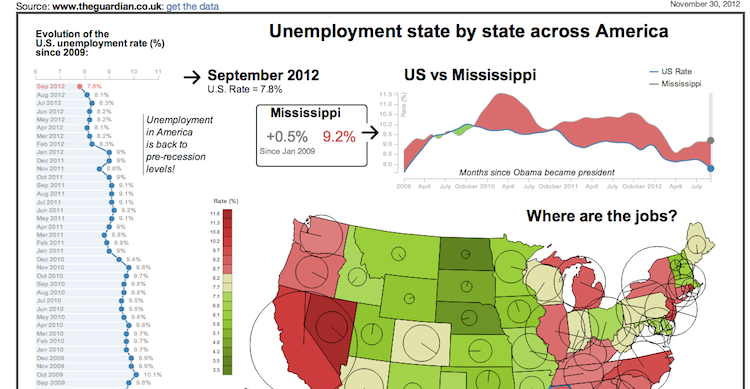 Source: www.theguardian.co.uk: get the data
November 30, 2012
Unemployment state by state across America
Evolution of the
U.S. unemployment rate (%)
since 2009:
6 7 8 9 10 11 12
Sep 2012 7.8%
Aug 2012 8.1%
Jul 2012 8.3%
Jun 2012 8.2%
May 2012 8.2%
Apr 2012 8.1%
Mar 2012 8.2%
Feb 2012 8.3%
Jan 2012 9%
Dec 2011 9%
Nov 2011 8.6%
Oct 2011 9%
Sep 2011 9.1%
Aug 2011 9.1%
Jul 2011 9.1%
Jun 2011 9.2%
May 2011 9.1%
Apr 2011 9%
Mar 2011 8.8%
Feb 2011 8.9%
Jan 2011 9%
Dec 2010 9.4%
Nov 2010 9.8%
Oct 2010 9.7%
Sep 2010 9.6%
Aug 2010 9.6%
Jul 2010 9.5%
Jun 2010 9.5%
May 2010 9.6%
Apr 2010 9.8%
Mar 2010 9.7%
Feb 2010 9.7%
Jan 2010 9.7%
Dec 2009 9.9%
Nov 2009 9.9%
Oct 2009 10.1%
Sep 2009 9.8%
Unemployment
in America
is back to
pre-recession
levels!
September 2012
U.S. Rate = 7.8%
Mississippi
+0.5% 9.2%
Since Jan 2009
US vs Mississippi
US Rate
Mississippi
Rate (%)
11.5
11.0
10.5
10.0
9.5
9.0
8.5
8.0
Months since Obama became president
2009 April July October 2010 April July October 2011 April July October 2012 April July
Where are the jobs?
Rate (%)
11.8
11.3
10.8
10.2
9.7
9.2
8.7
8.2
7.7
7.1
6.6
6.1
5.6
5.1
4.6
4.0
3.5
3.0